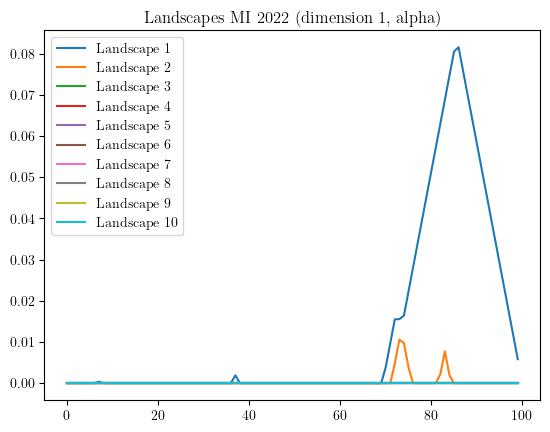 Landscapes MI 2022 (dimension 1, alpha)
Landscape 1
Landscape 2
Landscape 3
Landscape 4
Landscape 5
Landscape 6
Landscape 7
Landscape 8
Landscape 9
Landscape 10
0.08
0.07
0.06
0.05
0.04
0.03
0.02
0.01
0.00
0 20 40 60 80 100